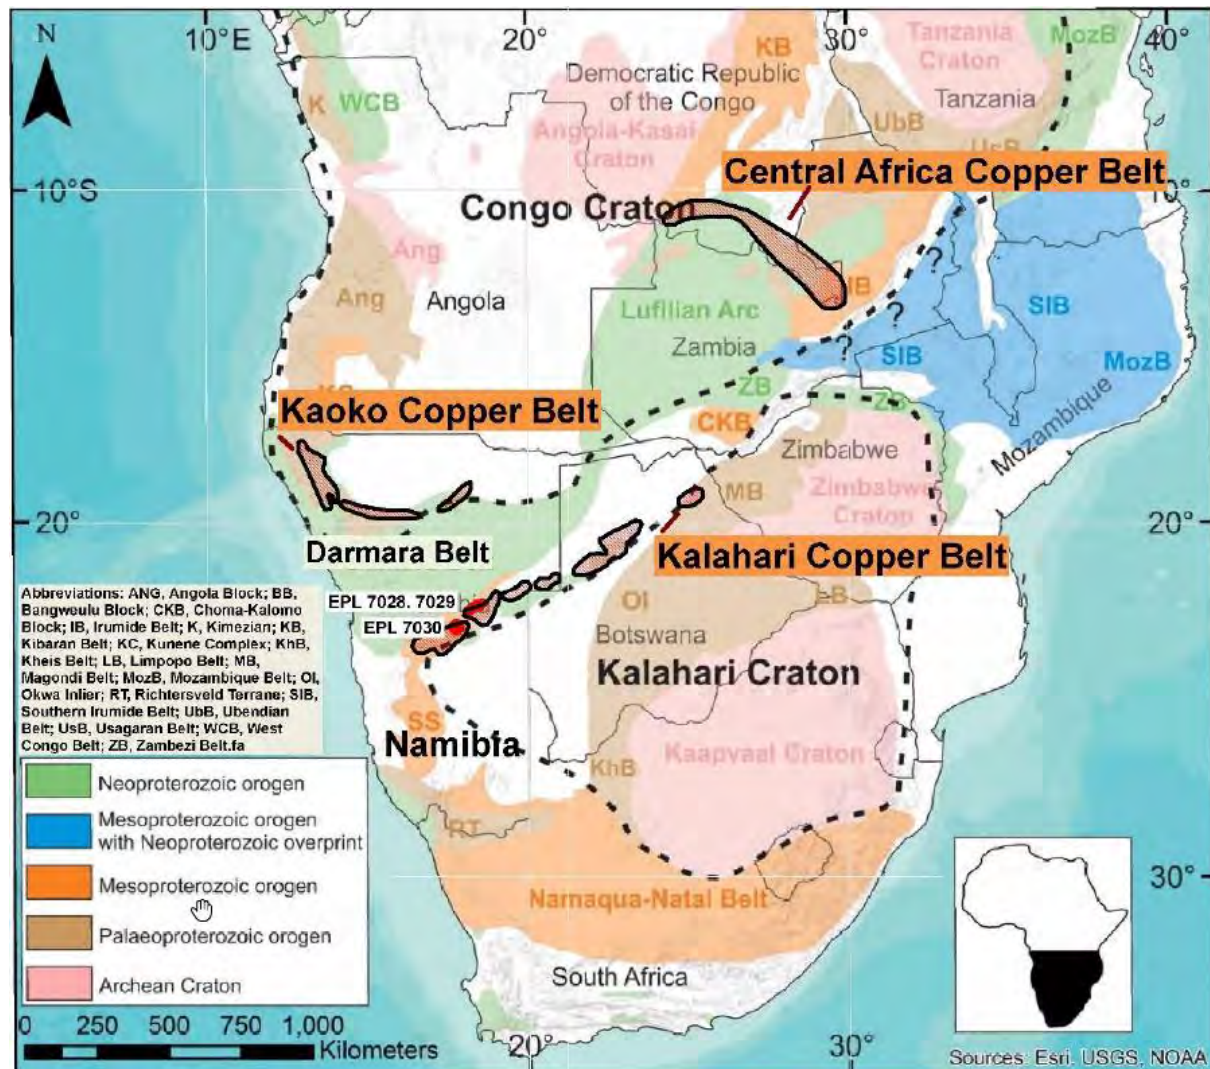 N
10°E
20°
30°
40°
KB
Tanzania
Craton
MozB
Democratic Republic
of the Congo
Tanzania
K
WCB
Angola-Kasai
Craton
UbB
UsB
Central Africa Copper Belt
10°S
10°
Congo Craton
Ang
Ang
Angola
IB
?
Lufilian Arc
?
SIB
Zambia
?
SIB
MozB
ZB
Kaoko Copper Belt
CKB
ZB
Mozambique
Zimbabwe
MB
Zimbabwe
Craton
20°
20°
Darmara Belt
Kalahari Copper Belt
Abbreviations: ANG, Angola Block; BB,
Bangweulu Block; CKB, Choma-Kalomo
Block; IB, Irumide Belt; K, Kimezian; KB,
Kibaran Belt; KC, Kunene Complex; KhB,
Kheis Belt; LB, Limpopo Belt; MB,
Magondi Belt; MozB, Mozambique Belt; OI,
Okwa Inlier; RT, Richtersveld Terrane; SIB,
Southern Irumide Belt; UbB, Ubendian
Belt; UsB, Usagaran Belt; WCB, West
Congo Belt; ZB, Zambezi Belt.fa
EPL 7028. 7029
EPL 7030
OI
LB
Botswana
Kalahari Craton
SS
Namibia
KhB
Kaapvaal Craton
RT
Neoproterozoic orogen
Mesoproterozoic orogen
with Neoproterozoic overprint
Mesoproterozoic orogen
Palaeoproterozoic orogen
Archean Craton
30°
Namaqua-Natal Belt
South Africa
0 250 500 750 1,000
Kilometers
20°
30°
Sources: Esri, USGS, NOAA